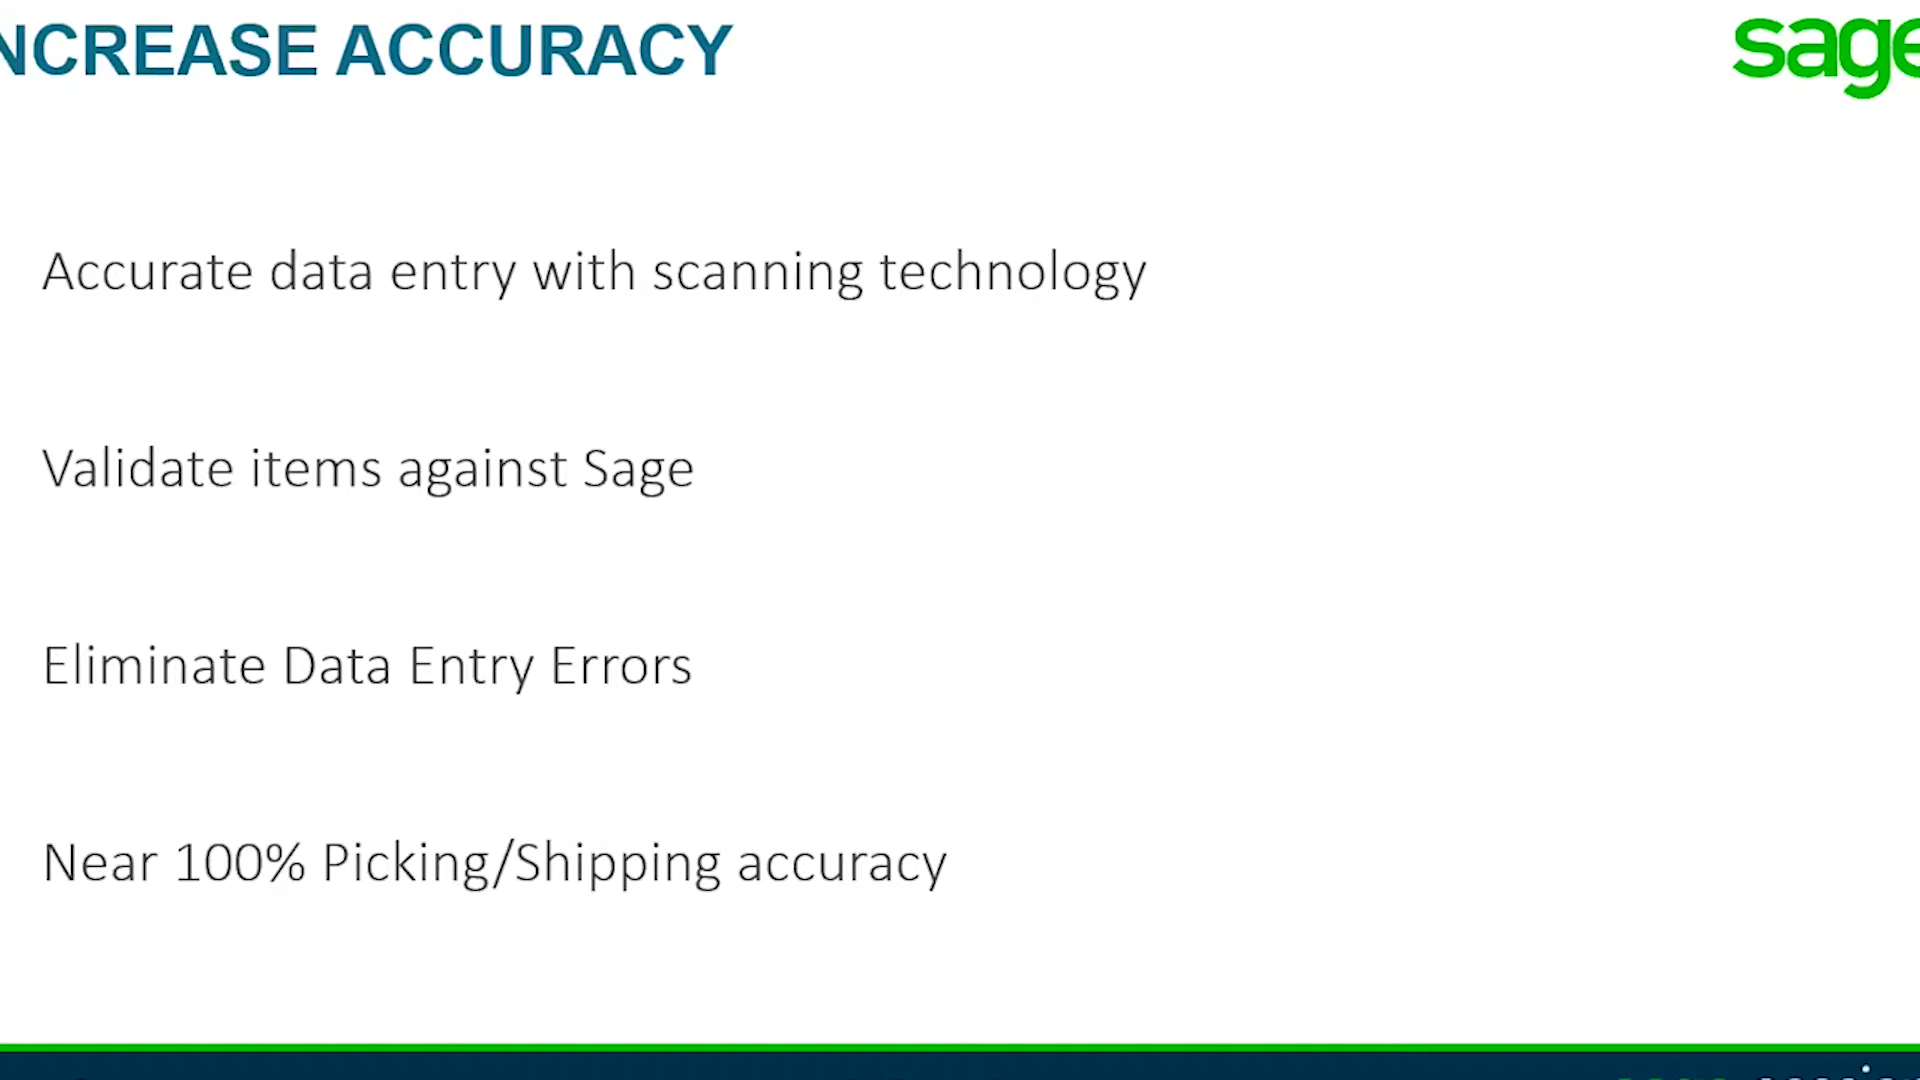 NCREASE ACCURACY
sage
Accurate data entry with scanning technology
Validate items against Sage
Eliminate Data Entry Errors
Near 100% Picking/Shipping accuracy